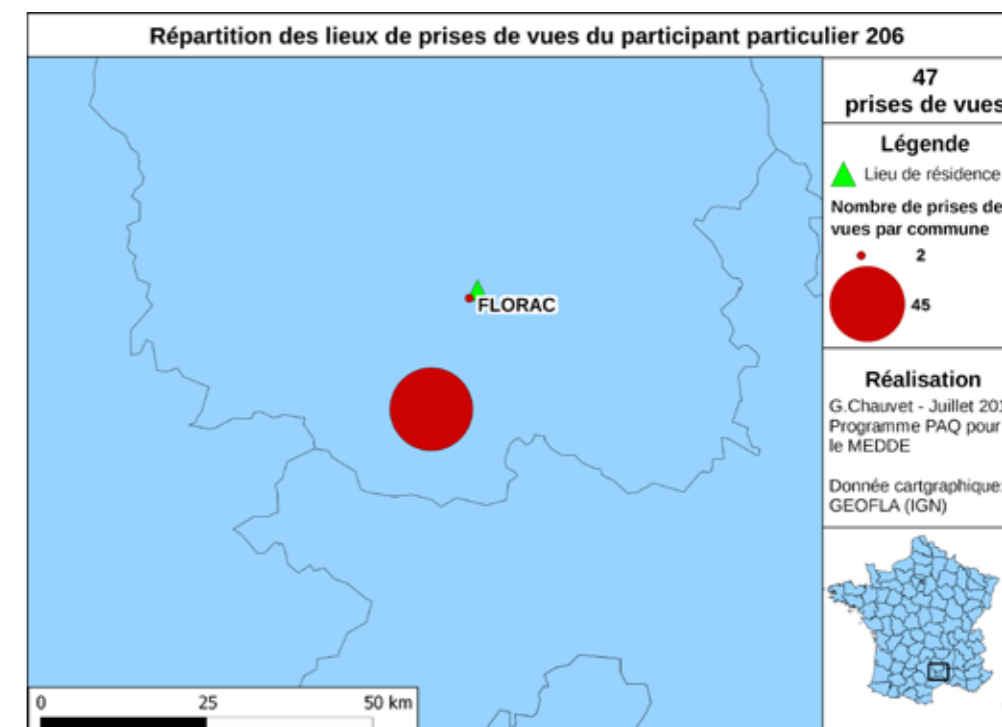 Répartition des lieux de prises de vues du participant particulier 206
47
prises de vues
Légende
Lieu de résidence
Nombre de prises de
vues par commune
2
45
FLORAC
Réalisation
G.Chauvet - Juillet 201
Programme PAQ pour
le MEDDE
Donnée cartgraphique:
GEOFLA (IGN)
0 25 50 km